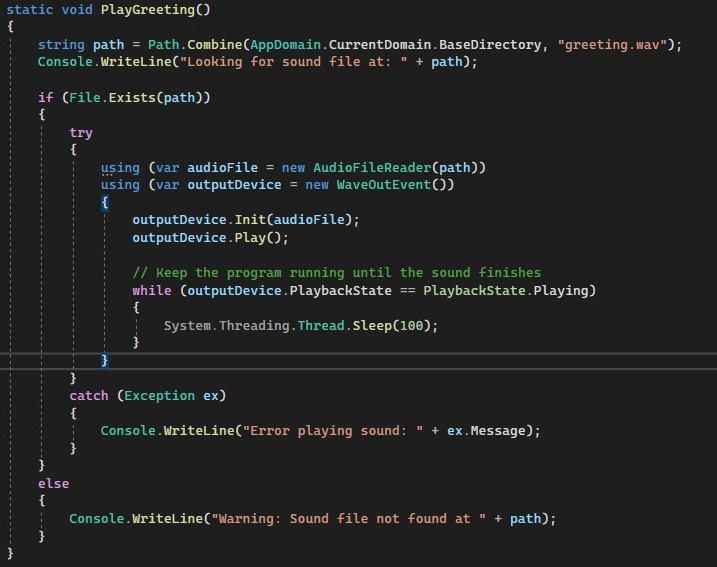 static void PlayGreeting()
{
    string path = Path.Combine(AppDomain.CurrentDomain.BaseDirectory, "greeting.wav");
    Console.WriteLine("Looking for sound file at: " + path);

    if (File.Exists(path))
    {
        try
        {
            using (var audioFile = new AudioFileReader(path))
            using (var outputDevice = new WaveOutEvent())
            {
                outputDevice.Init(audioFile);
                outputDevice.Play();

                // Keep the program running until the sound finishes
                while (outputDevice.PlaybackState == PlaybackState.Playing)
                {
                    System.Threading.Thread.Sleep(100);
                }
            }
        }
        catch (Exception ex)
        {
            Console.WriteLine("Error playing sound: " + ex.Message);
        }
    }
    else
    {
        Console.WriteLine("Warning: Sound file not found at " + path);
    }
}